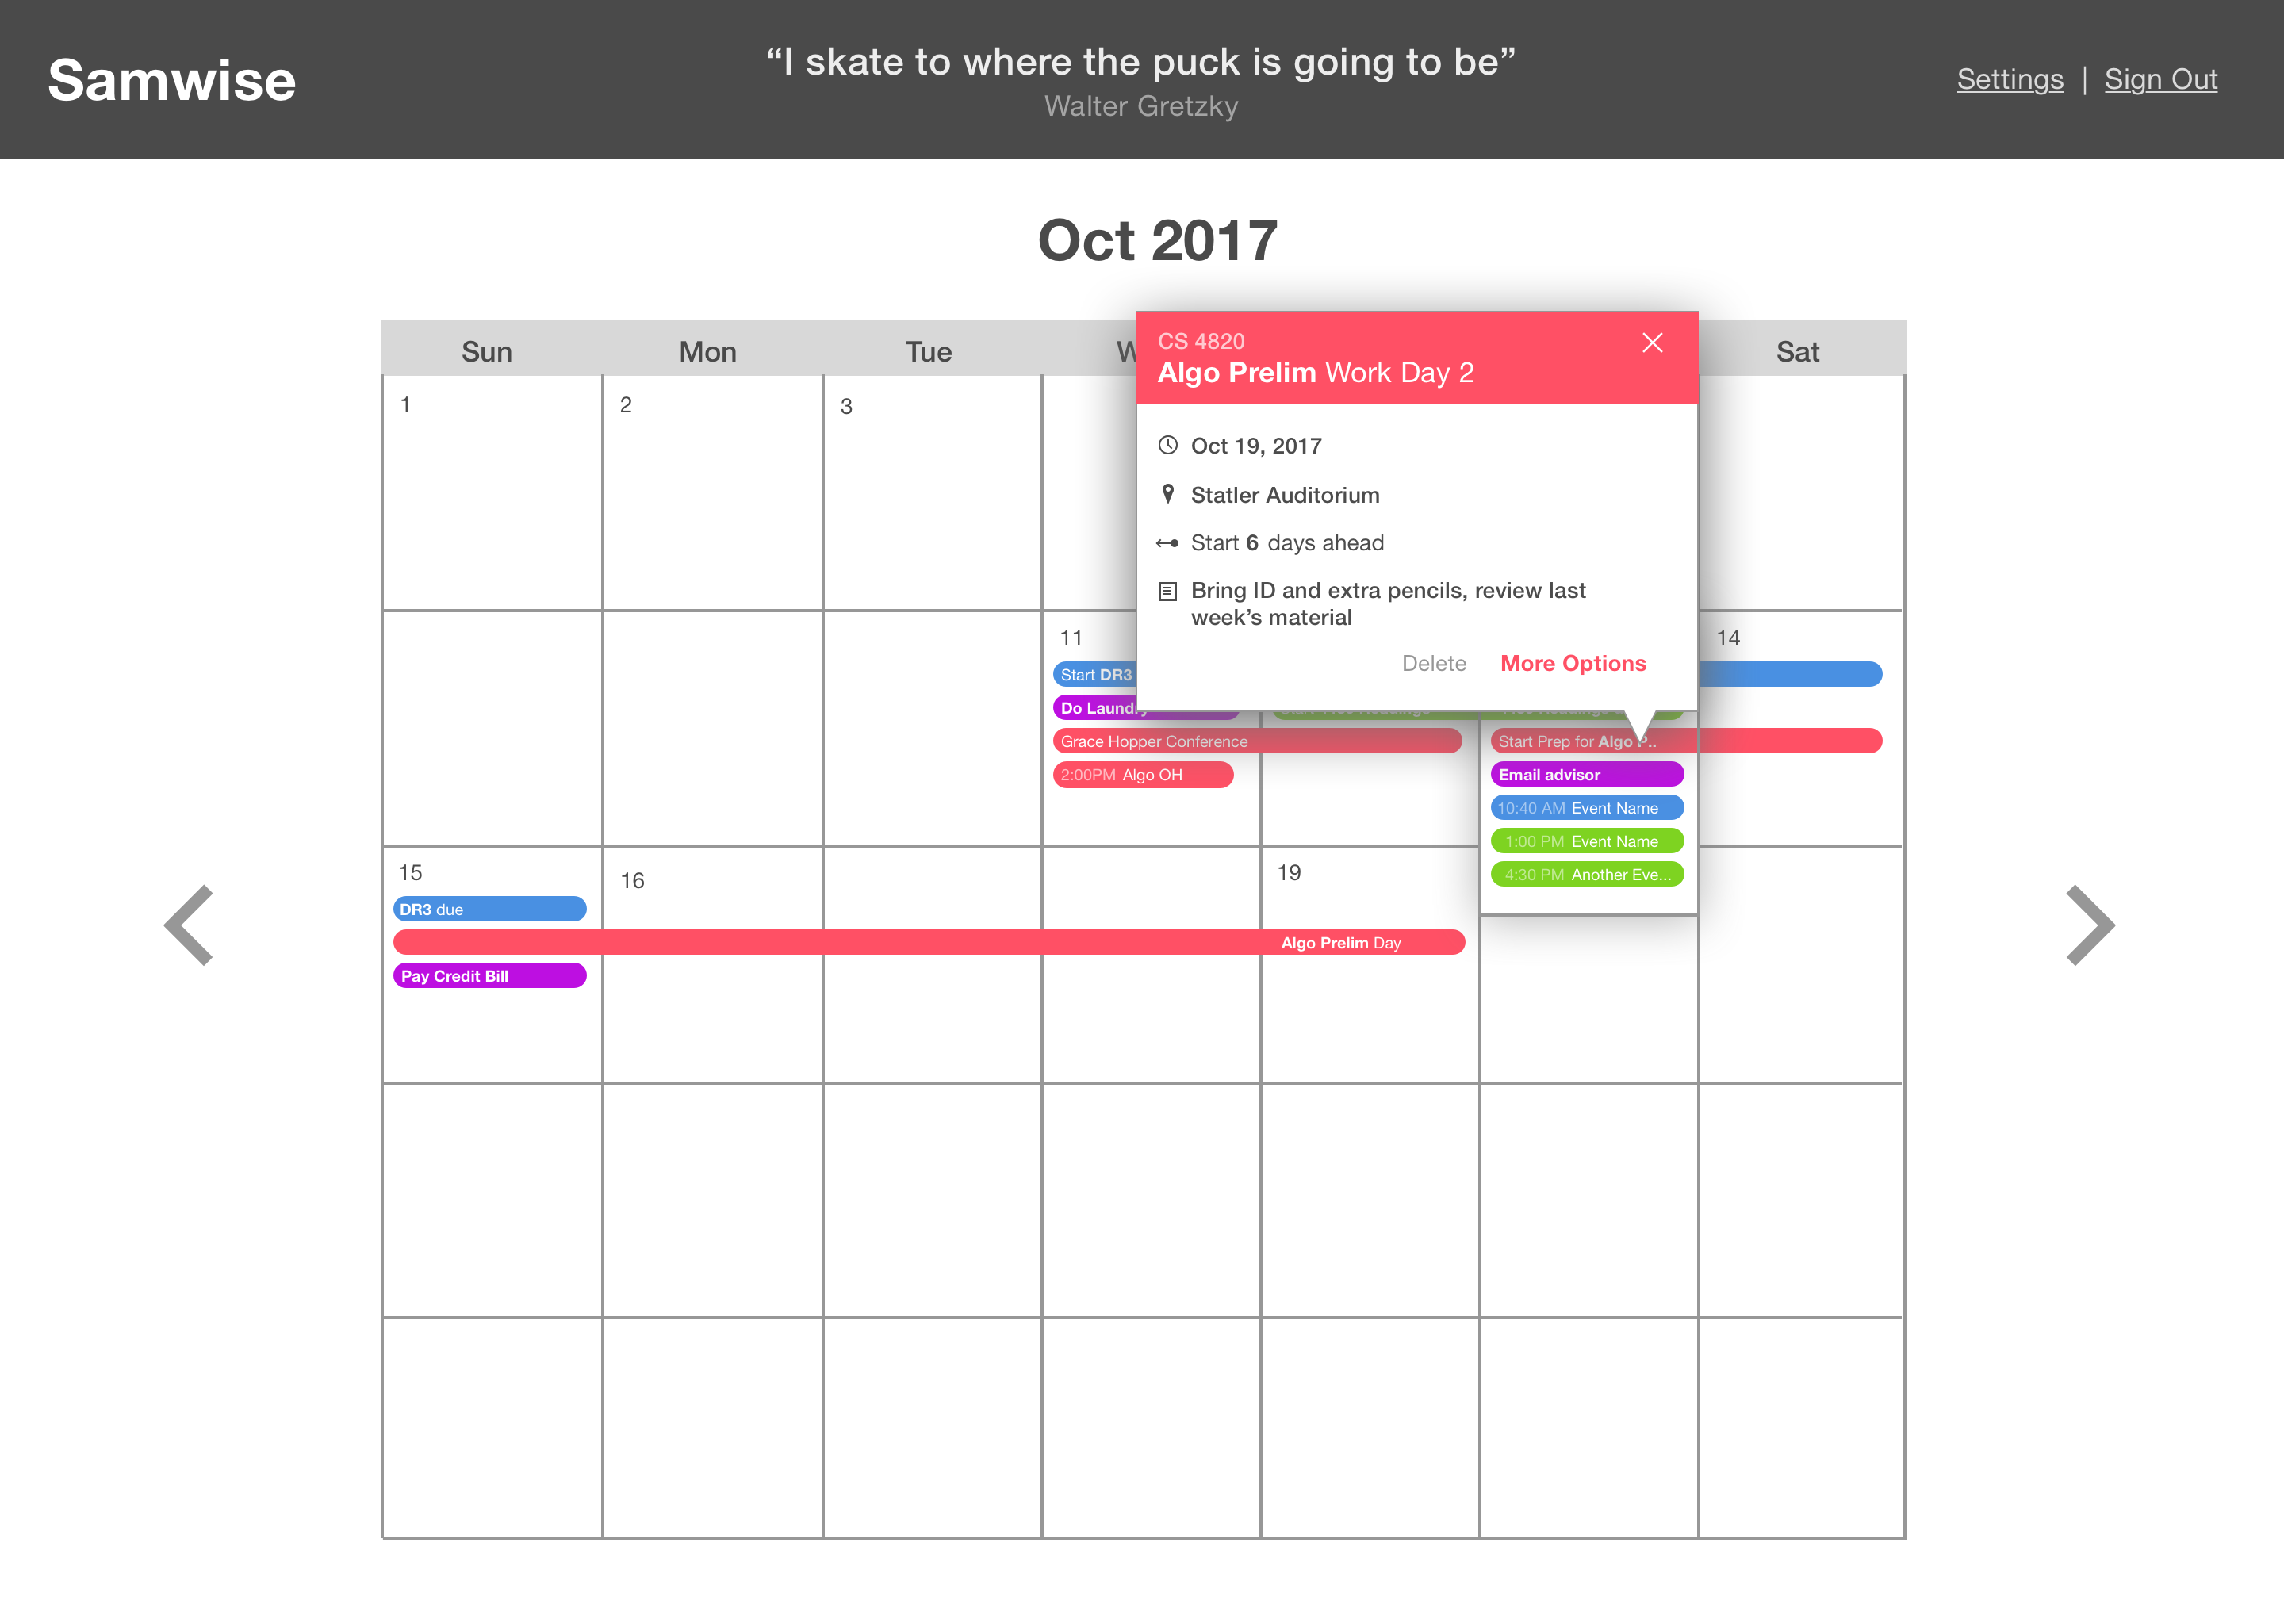 Samwise
“I skate to where the puck is going to be”
Walter Gretzky
Settings | Sign Out
Oct 2017
Sun Mon Tue W Sat
CS 4820
Algo Prelim Work Day 2
Oct 19, 2017
Statler Auditorium
Start 6 days ahead
Bring ID and extra pencils, review last
week’s material
Delete More Options
1 2 3
11 14
Start DR3
Do Laundry
Grace Hopper Conference
2:00PM Algo OH
Start Prep for Algo P..
Email advisor
10:40 AM Event Name
1:00 PM Event Name
4:30 PM Another Eve...
15 16 19
DR3 due
Algo Prelim Day
Pay Credit Bill